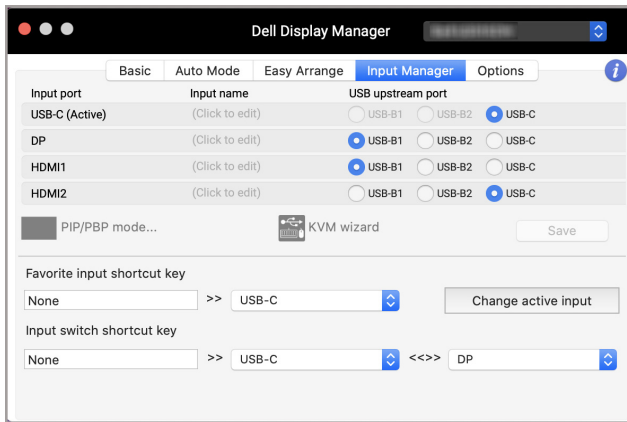 Dell Display Manager
Basic Auto Mode Easy Arrange Input Manager Options i
Input port Input name USB upstream port
USB-C (Active) (Click to edit) USB-B1 USB-B2 USB-C
DP (Click to edit) USB-B1 USB-B2 USB-C
HDMI1 (Click to edit) USB-B1 USB-B2 USB-C
HDMI2 (Click to edit) USB-B1 USB-B2 USB-C
PIP/PBP mode... KVM wizard Save
Favorite input shortcut key
None >> USB-C Change active input
Input switch shortcut key
None >> USB-C <<>> DP